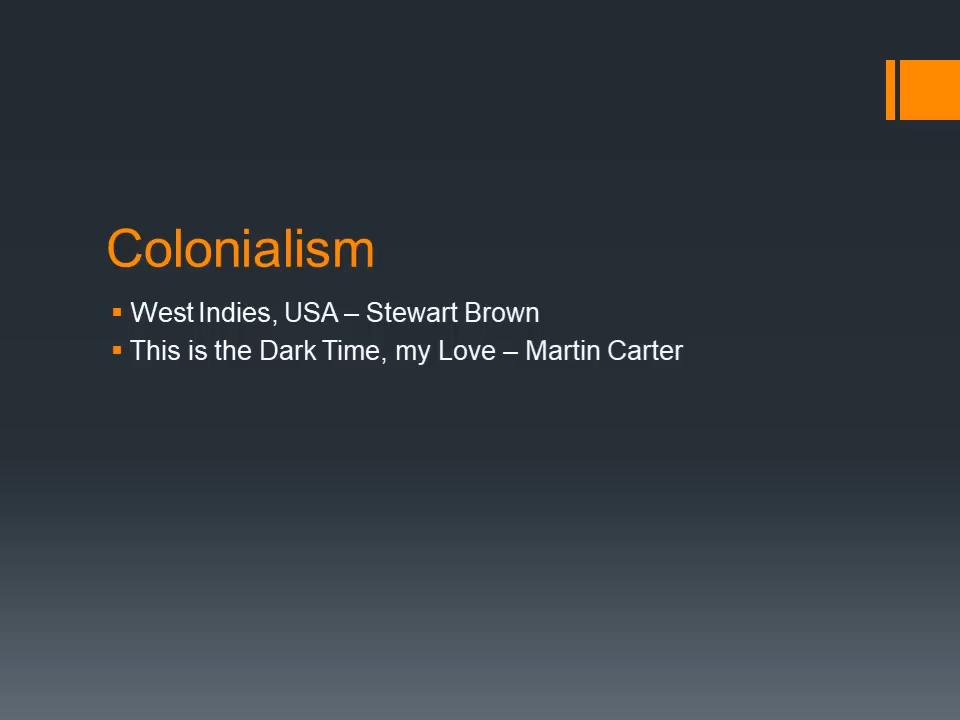 Colonialism
▪ West Indies, USA – Stewart Brown
▪ This is the Dark Time, my Love – Martin Carter